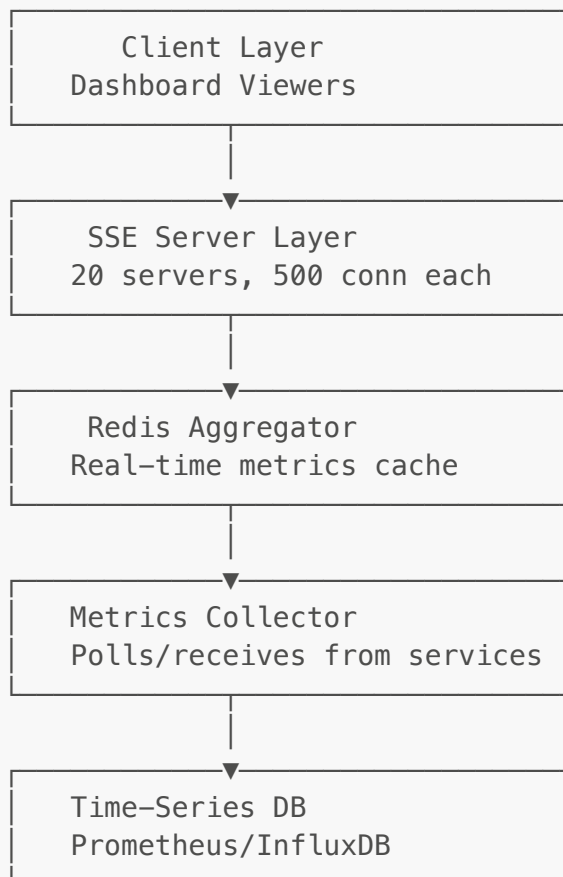 Client Layer
Dashboard Viewers
SSE Server Layer
20 servers, 500 conn each
Redis Aggregator
Real-time metrics cache
Metrics Collector
Polls/receives from services
Time-Series DB
Prometheus/InfluxDB